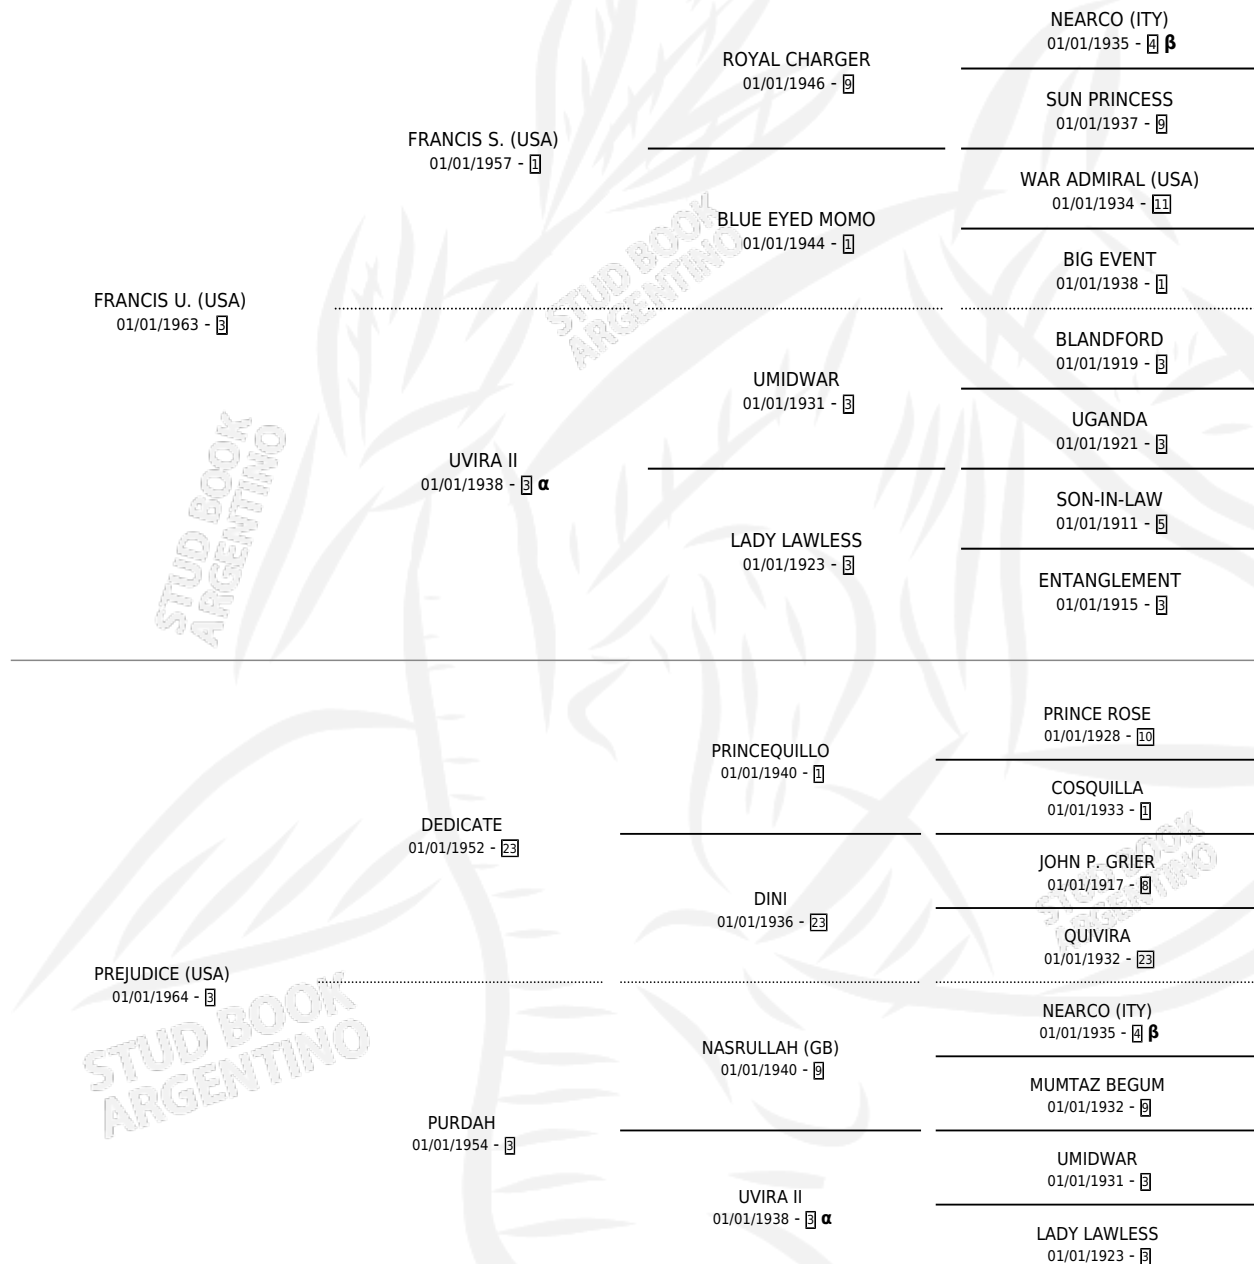 NEARCO (ITY)
01/01/1935 - 4 β
ROYAL CHARGER
01/01/1946 - 9
SUN PRINCESS
01/01/1937 - 9
FRANCIS S. (USA)
01/01/1957 - 1
WAR ADMIRAL (USA)
01/01/1934 - 11
BLUE EYED MOMO
01/01/1944 - 1
BIG EVENT
01/01/1938 - 1
FRANCIS U. (USA)
01/01/1963 - 3
BLANDFORD
01/01/1919 - 3
UMIDWAR
01/01/1931 - 3
UGANDA
01/01/1921 - 3
UVIRA II
01/01/1938 - 3 α
SON-IN-LAW
01/01/1911 - 5
LADY LAWLESS
01/01/1923 - 3
ENTANGLEMENT
01/01/1915 - 3
PRINCE ROSE
01/01/1928 - 10
PRINCEQUILLO
01/01/1940 - 1
COSQUILLA
01/01/1933 - 1
DEDICATE
01/01/1952 - 23
JOHN P. GRIER
01/01/1917 - 8
DINI
01/01/1936 - 23
QUIVIRA
01/01/1932 - 23
PREJUDICE (USA)
01/01/1964 - 3
NEARCO (ITY)
01/01/1935 - 4 β
NASRULLAH (GB)
01/01/1940 - 9
MUMTAZ BEGUM
01/01/1932 - 9
PURDAH
01/01/1954 - 3
UMIDWAR
01/01/1931 - 3
UVIRA II
01/01/1938 - 3 α
LADY LAWLESS
01/01/1923 - 3
STUD BOOK
ARGENTINO
STUD BOOK
ARGENTINO
STUD BOOK
ARGENTINO
STUD BOOK
ARGENTINO